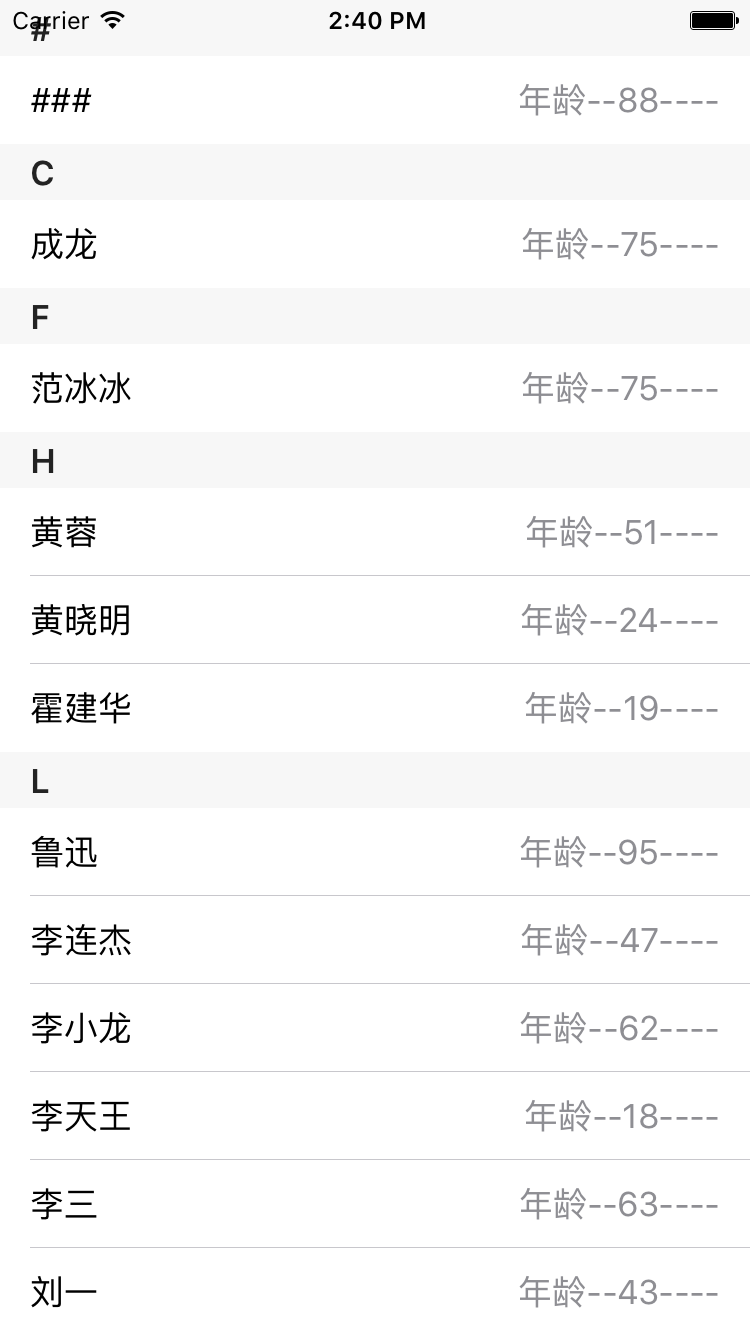 Carrier 2:40 PM
#
### 年龄--88----
C
成龙 年龄--75----
F
范冰冰 年龄--75----
H
黄蓉 年龄--51----
黄晓明 年龄--24----
霍建华 年龄--19----
L
鲁迅 年龄--95----
李连杰 年龄--47----
李小龙 年龄--62----
李天王 年龄--18----
李三 年龄--63----
刘一 年龄--43----